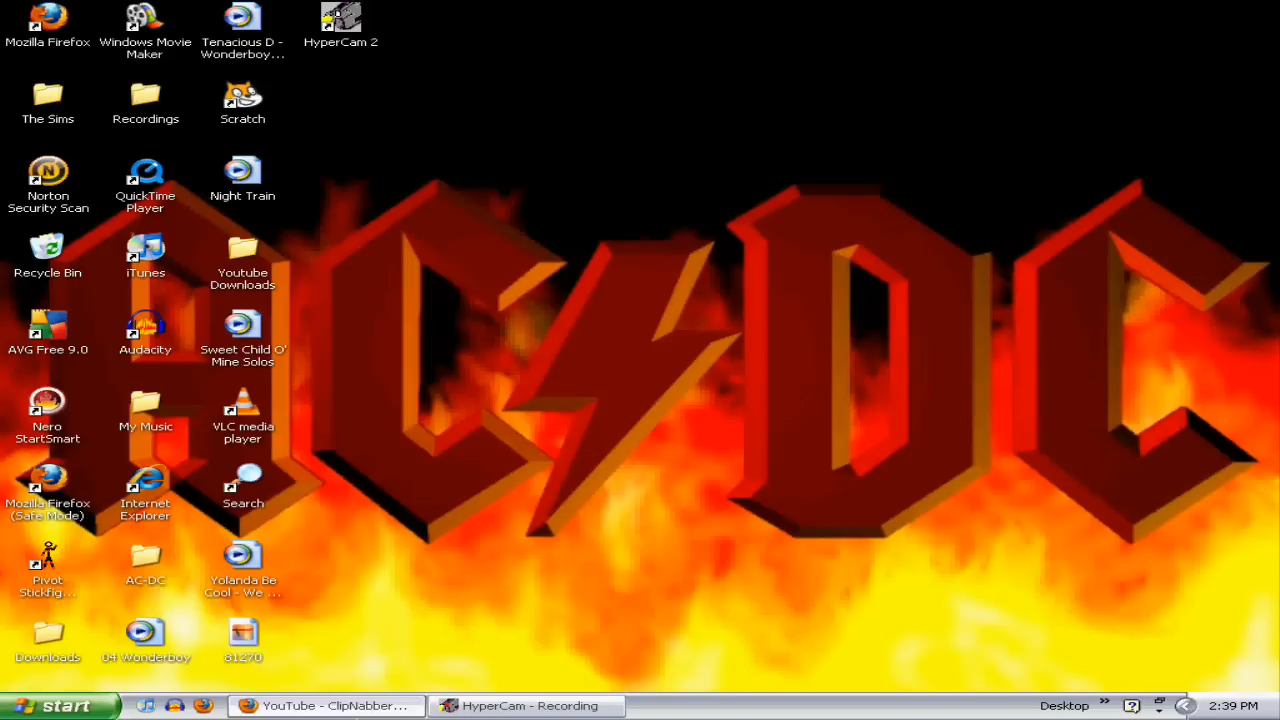 Mozilla Firefox
Windows Movie
Maker
Tenacious D -
Wonderboy...
HyperCam 2
The Sims
Recordings
Scratch
Norton
Security Scan
QuickTime
Player
Night Train
Recycle Bin
iTunes
Youtube
Downloads
AVG Free 9.0
Audacity
Sweet Child O'
Mine Solos
Nero
StartSmart
My Music
VLC media
player
Mozilla Firefox
(Safe Mode)
Internet
Explorer
Search
Pivot
Stickfig...
AC-DC
Yolanda Be
Cool - We ...
Downloads
04 Wonderboy
81270
AC DC
start
YouTube - ClipNabber...
HyperCam - Recording
Desktop
2:39 PM